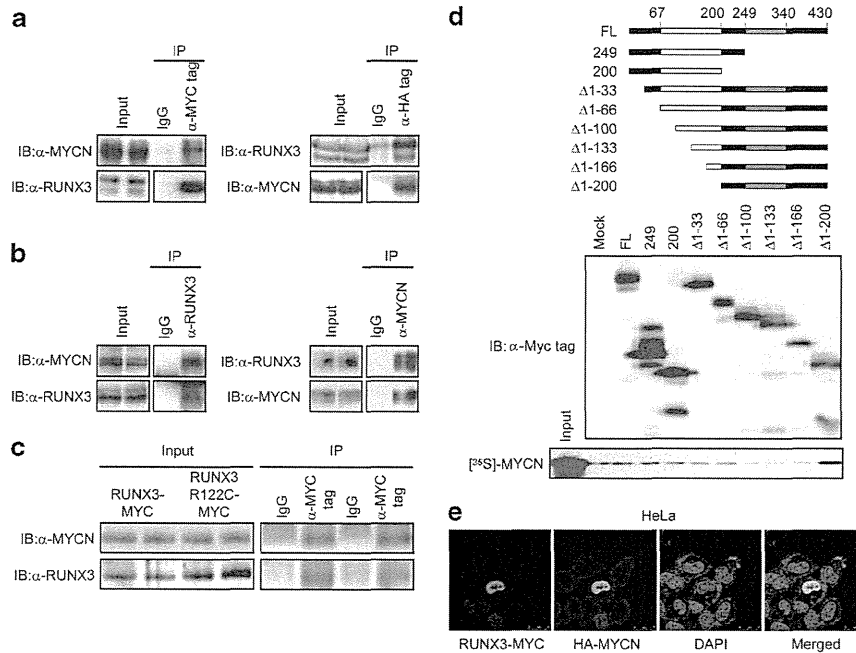 a
IP
Input
IgG
α-MYC tag
IB:α-MYCN
IB:α-RUNX3
IP
Input
IgG
α-HA tag
IB:α-RUNX3
IB:α-MYCN
b
IP
Input
IgG
α-RUNX3
IB:α-MYCN
IB:α-RUNX3
IP
Input
IgG
α-MYCN
IB:α-RUNX3
IB:α-MYCN
c
Input
IP
RUNX3-
MYC
RUNX3
R122C-
MYC
IgG
α-MYC
tag
IgG
α-MYC
tag
IB:α-MYCN
IB:α-RUNX3
d
67 200 249 340 430
FL
249
200
Δ1-33
Δ1-66
Δ1-100
Δ1-133
Δ1-166
Δ1-200
Mock
FL
249
200
Δ1-33
Δ1-66
Δ1-100
Δ1-133
Δ1-166
Δ1-200
IB: α-Myc tag
Input
[³⁵S]-MYCN
e
HeLa
RUNX3-MYC HA-MYCN DAPI Merged